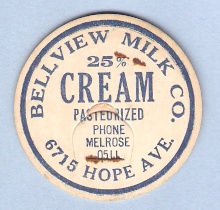 BELLVIEW MILK CO.
25%
CREAM
PASTEURIZED
PHONE
MELROSE
0511
6715 HOPE AVE.